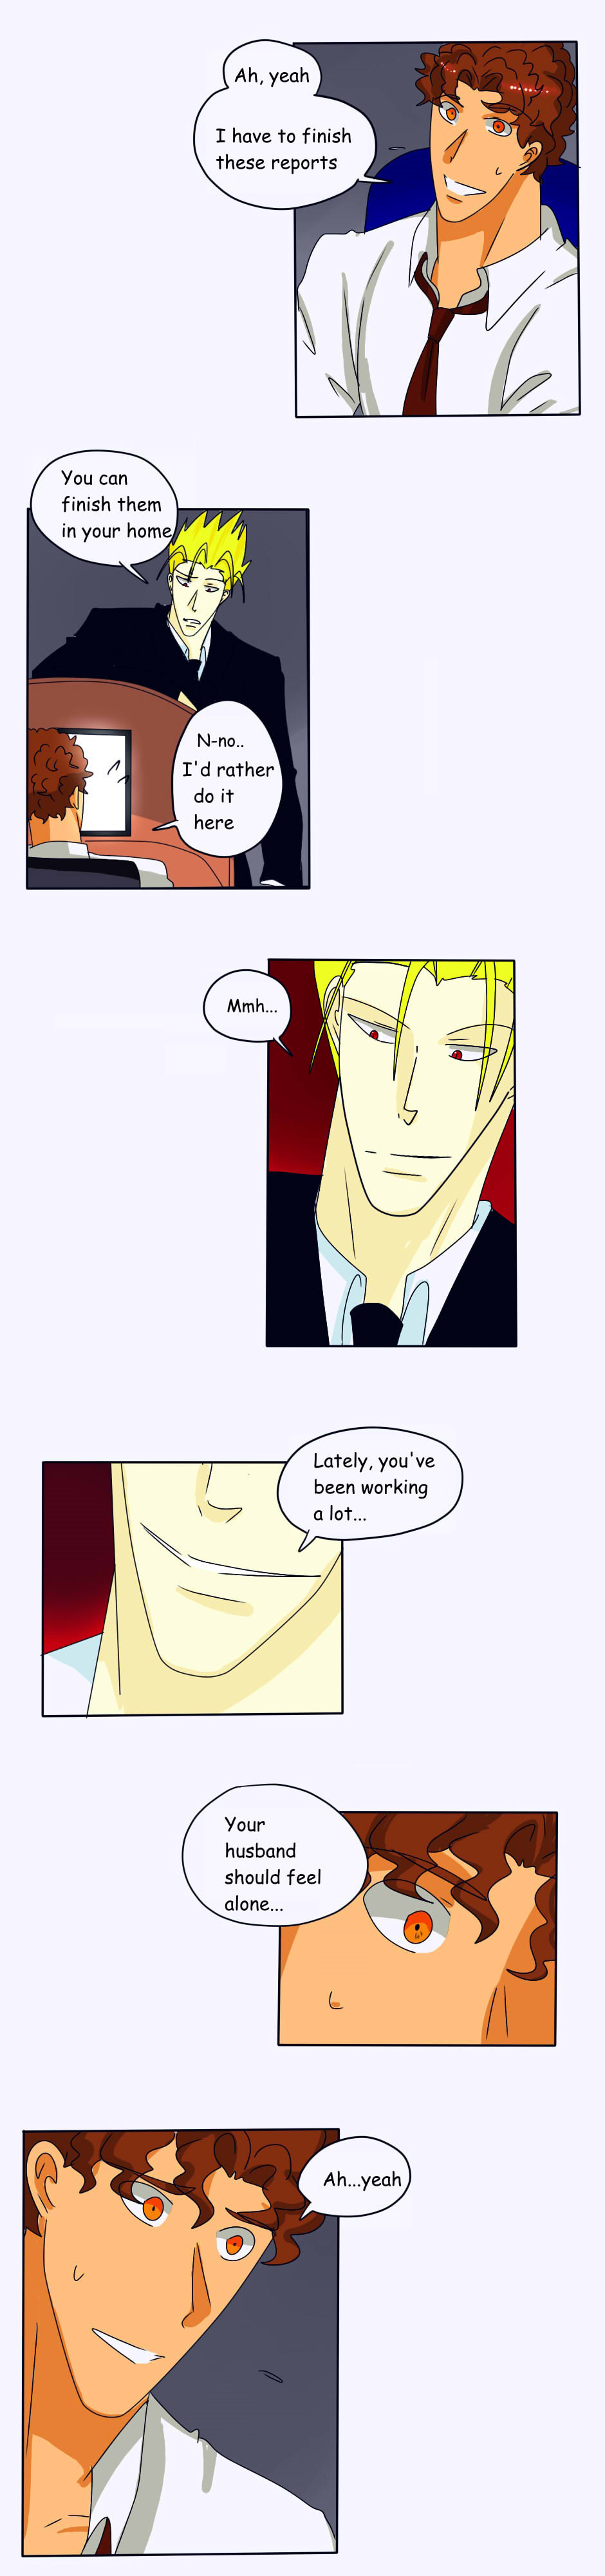 Ah, yeah
I have to finish
these reports
You can
finish them
in your home
N-no..
I'd rather
do it
here
Mmh...
Lately, you've
been working
a lot...
Your
husband
should feel
alone...
Ah...yeah